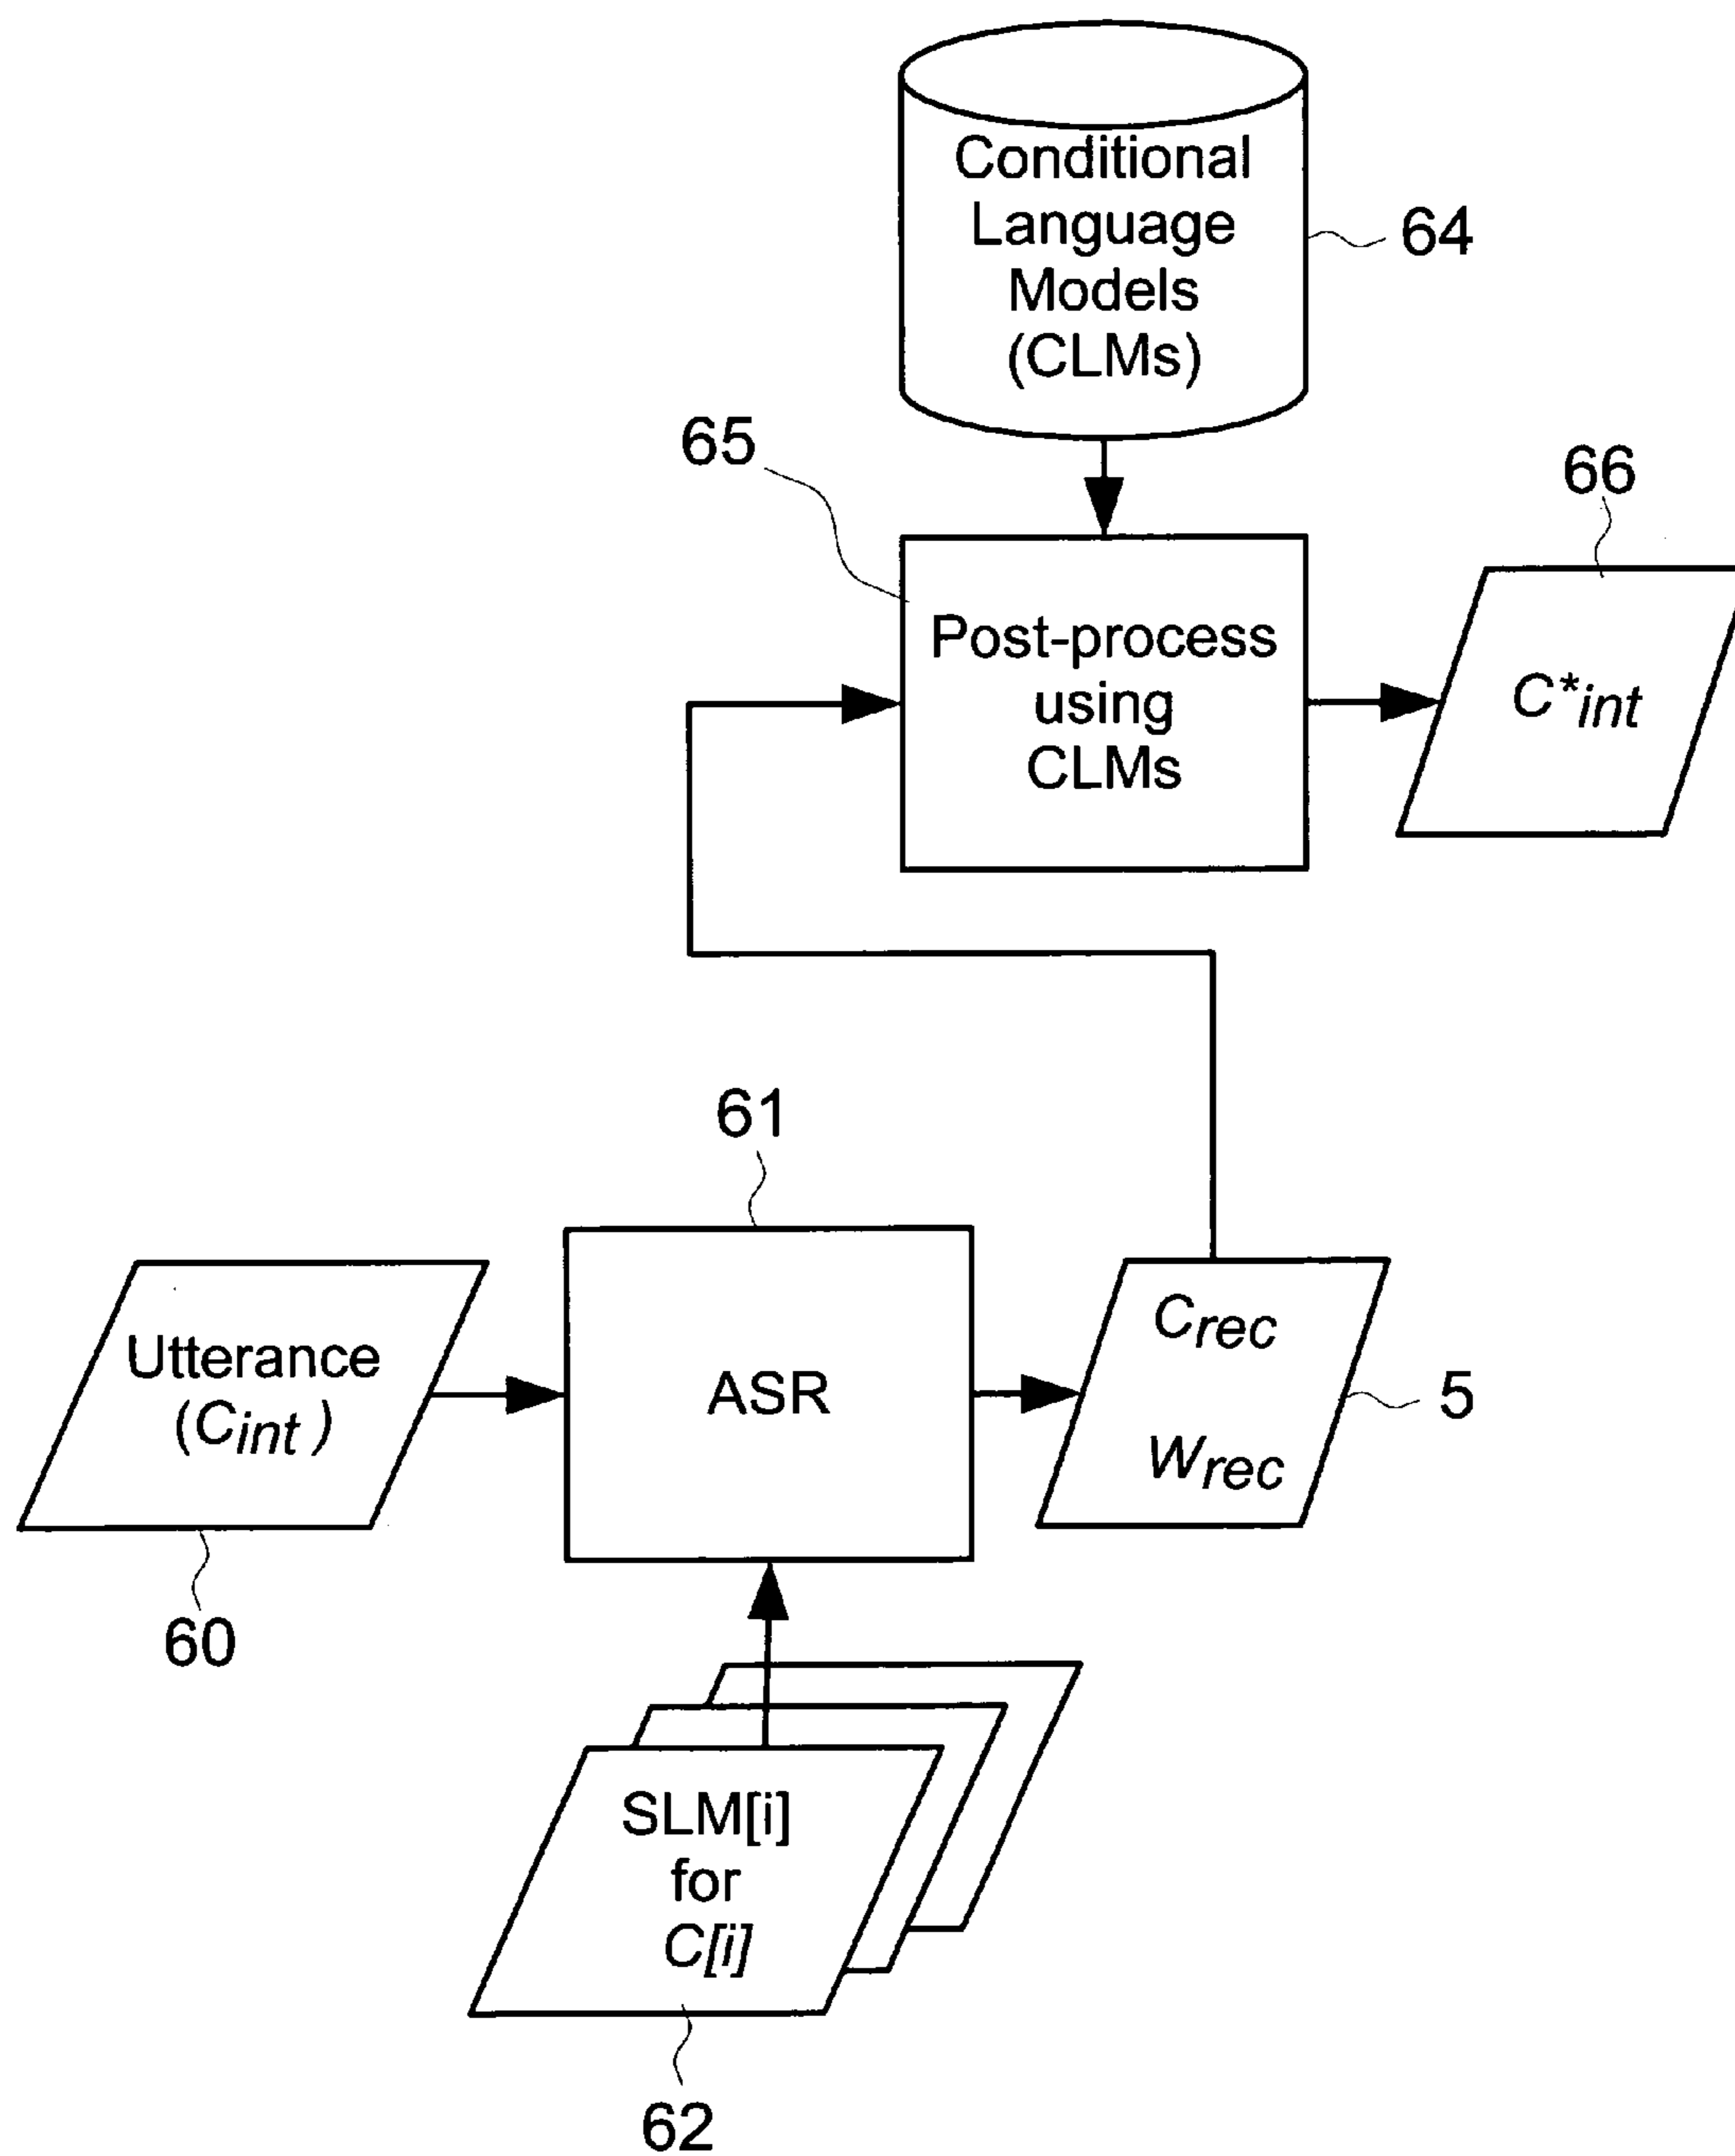 Conditional
Language
Models
(CLMs)
64
65
66
Post-process
using
CLMs
C*int
61
Utterance
(Cint)
ASR
Crec
Wrec
5
60
SLM[i]
for
C[i]
62